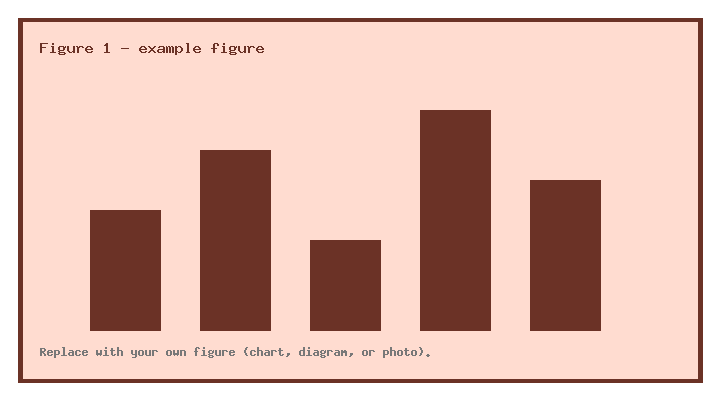 Figure 1 — example figure
Replace with your own figure (chart, diagram, or photo).